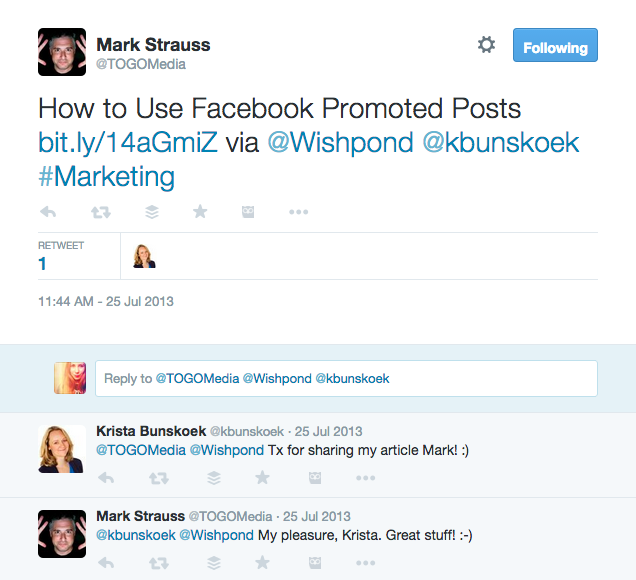 Mark Strauss
@TOGOMedia
Following
How to Use Facebook Promoted Posts
bit.ly/14aGmiZ via @Wishpond @kbunskoek
#Marketing
RETWEET
1
11:44 AM - 25 Jul 2013
Reply to @TOGOMedia @Wishpond @kbunskoek
Krista Bunskoek @kbunskoek · 25 Jul 2013
@TOGOMedia @Wishpond Tx for sharing my article Mark! :)
Mark Strauss @TOGOMedia · 25 Jul 2013
@kbunskoek @Wishpond My pleasure, Krista. Great stuff! :-)